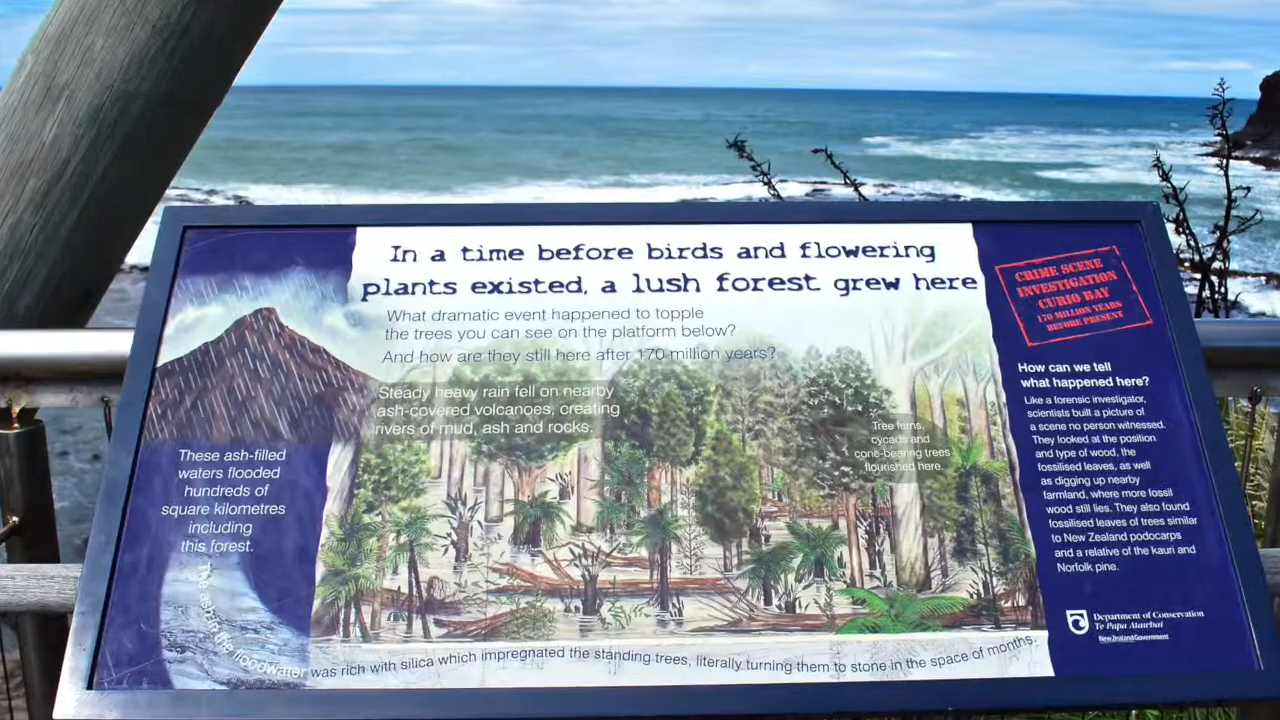 In a time before birds and flowering
plants existed, a lush forest grew here
What dramatic event happened to topple
the trees you can see on the platform below?
And how are they still here after 170 million years?
Steady heavy rain fell on nearby
ash-covered volcanoes, creating
rivers of mud, ash and rocks.
These ash-filled
waters flooded
hundreds of
square kilometres
including
this forest.
Tree ferns,
cycads and
cone-bearing trees
flourished here.
The ash in the floodwater was rich with silica which impregnated the standing trees, literally turning them to stone in the space of months.
CRIME SCENE
INVESTIGATION
CURIO BAY
170 MILLION YEARS
BEFORE PRESENT
How can we tell
what happened here?
Like a forensic investigator,
scientists built a picture of
a scene no person witnessed.
They looked at the position
and type of wood, the
fossilised leaves, as well
as digging up nearby
farmland, where more fossil
wood still lies. They also found
fossilised leaves of trees similar
to New Zealand podocarps
and a relative of the kauri and
Norfolk pine.
Department of Conservation
Te Papa Atawhai
New Zealand Government